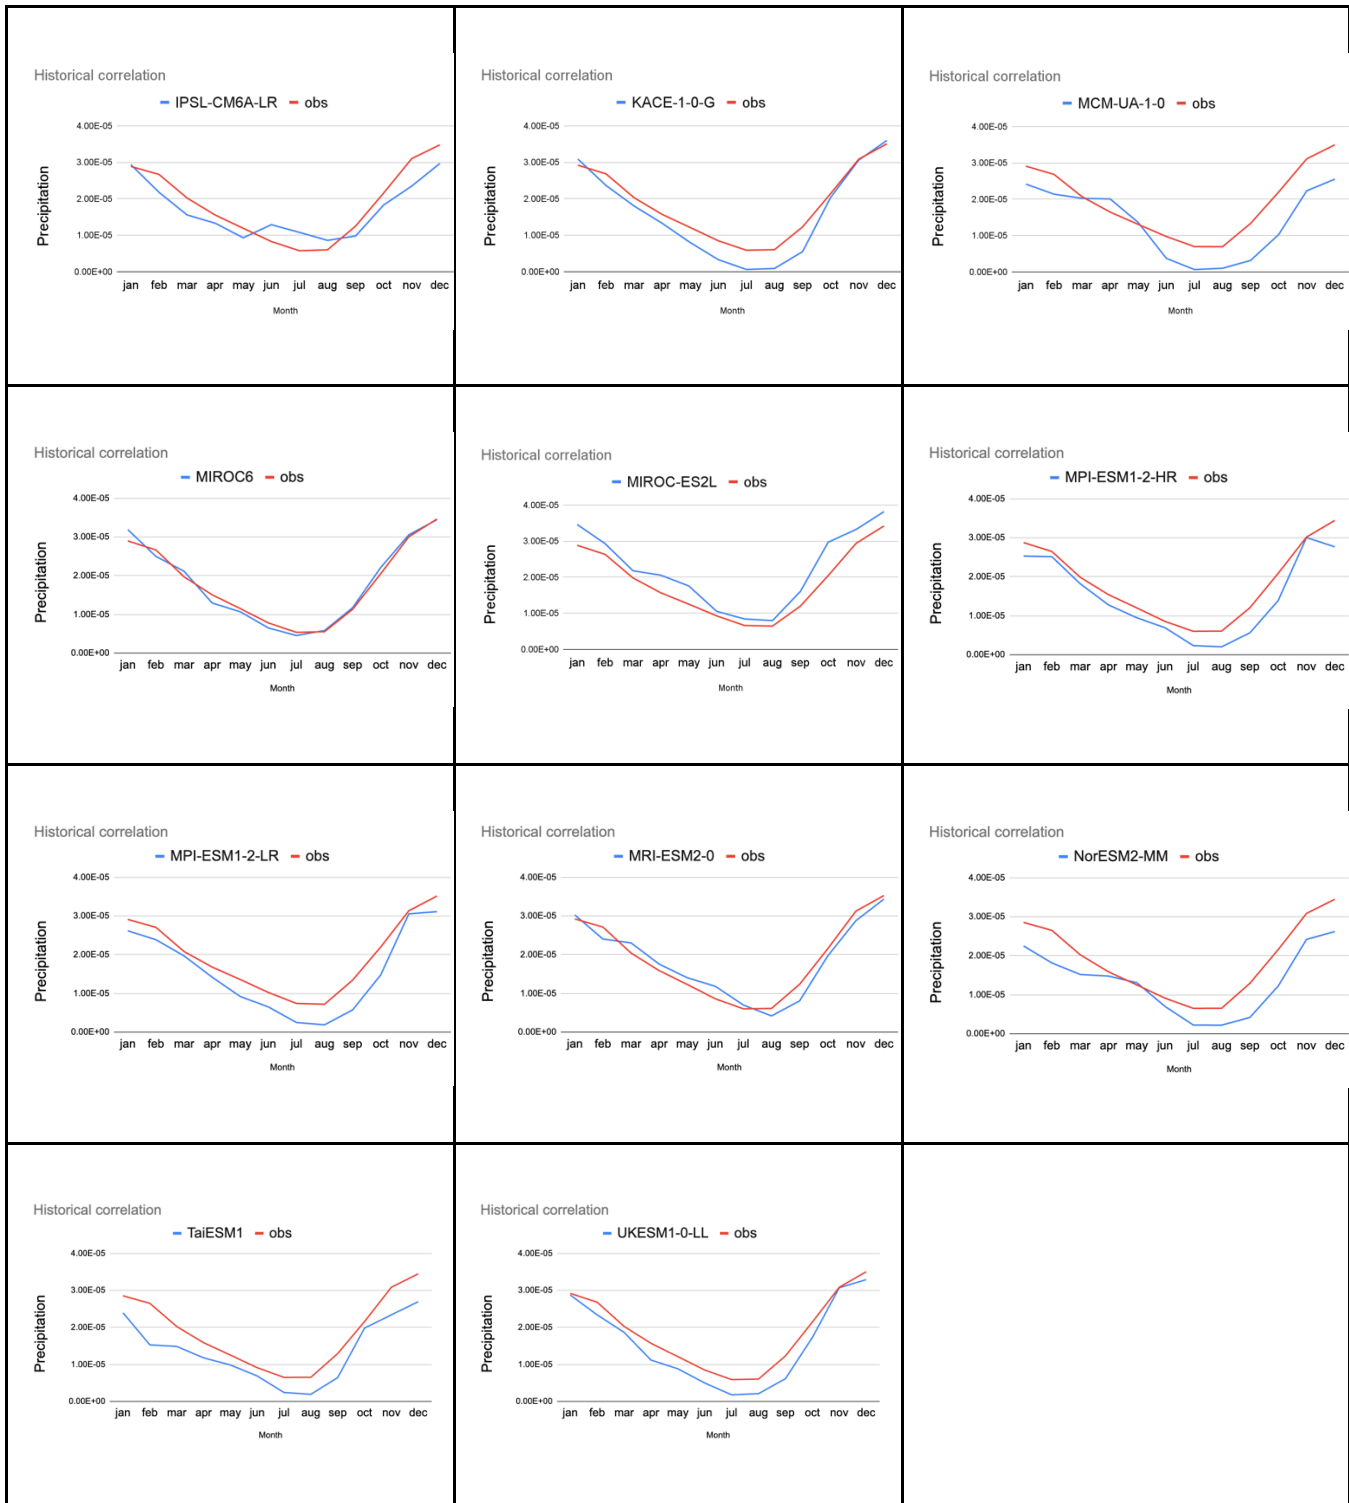 Historical correlation
IPSL-CM6A-LR obs
Precipitation
4.00E-05
3.00E-05
2.00E-05
1.00E-05
0.00E+00
jan feb mar apr may jun jul aug sep oct nov dec
Month
Historical correlation
KACE-1-0-G obs
Precipitation
4.00E-05
3.00E-05
2.00E-05
1.00E-05
0.00E+00
jan feb mar apr may jun jul aug sep oct nov dec
Month
Historical correlation
MCM-UA-1-0 obs
Precipitation
4.00E-05
3.00E-05
2.00E-05
1.00E-05
0.00E+00
jan feb mar apr may jun jul aug sep oct nov dec
Month
Historical correlation
MIROC6 obs
Precipitation
4.00E-05
3.00E-05
2.00E-05
1.00E-05
0.00E+00
jan feb mar apr may jun jul aug sep oct nov dec
Month
Historical correlation
MIROC-ES2L obs
Precipitation
4.00E-05
3.00E-05
2.00E-05
1.00E-05
0.00E+00
jan feb mar apr may jun jul aug sep oct nov dec
Month
Historical correlation
MPI-ESM1-2-HR obs
Precipitation
4.00E-05
3.00E-05
2.00E-05
1.00E-05
0.00E+00
jan feb mar apr may jun jul aug sep oct nov dec
Month
Historical correlation
MPI-ESM1-2-LR obs
Precipitation
4.00E-05
3.00E-05
2.00E-05
1.00E-05
0.00E+00
jan feb mar apr may jun jul aug sep oct nov dec
Month
Historical correlation
MRI-ESM2-0 obs
Precipitation
4.00E-05
3.00E-05
2.00E-05
1.00E-05
0.00E+00
jan feb mar apr may jun jul aug sep oct nov dec
Month
Historical correlation
NorESM2-MM obs
Precipitation
4.00E-05
3.00E-05
2.00E-05
1.00E-05
0.00E+00
jan feb mar apr may jun jul aug sep oct nov dec
Month
Historical correlation
TaiESM1 obs
Precipitation
4.00E-05
3.00E-05
2.00E-05
1.00E-05
0.00E+00
jan feb mar apr may jun jul aug sep oct nov dec
Month
Historical correlation
UKESM1-0-LL obs
Precipitation
4.00E-05
3.00E-05
2.00E-05
1.00E-05
0.00E+00
jan feb mar apr may jun jul aug sep oct nov dec
Month